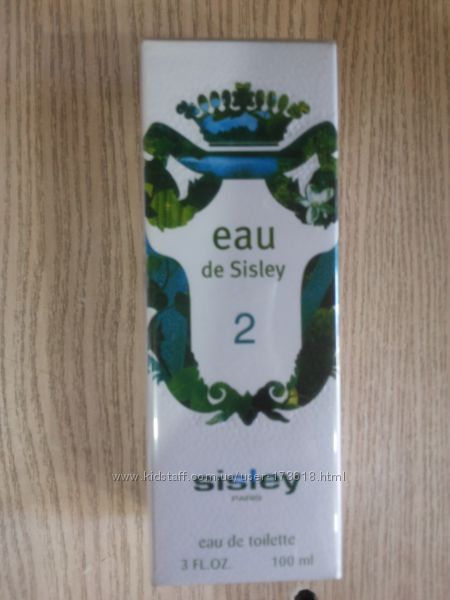 eau
de Sisley
2
www.kidstaff.com.ua/user-173618.html
sisley
PARIS
eau de toilette
3 FL.OZ. 100 ml